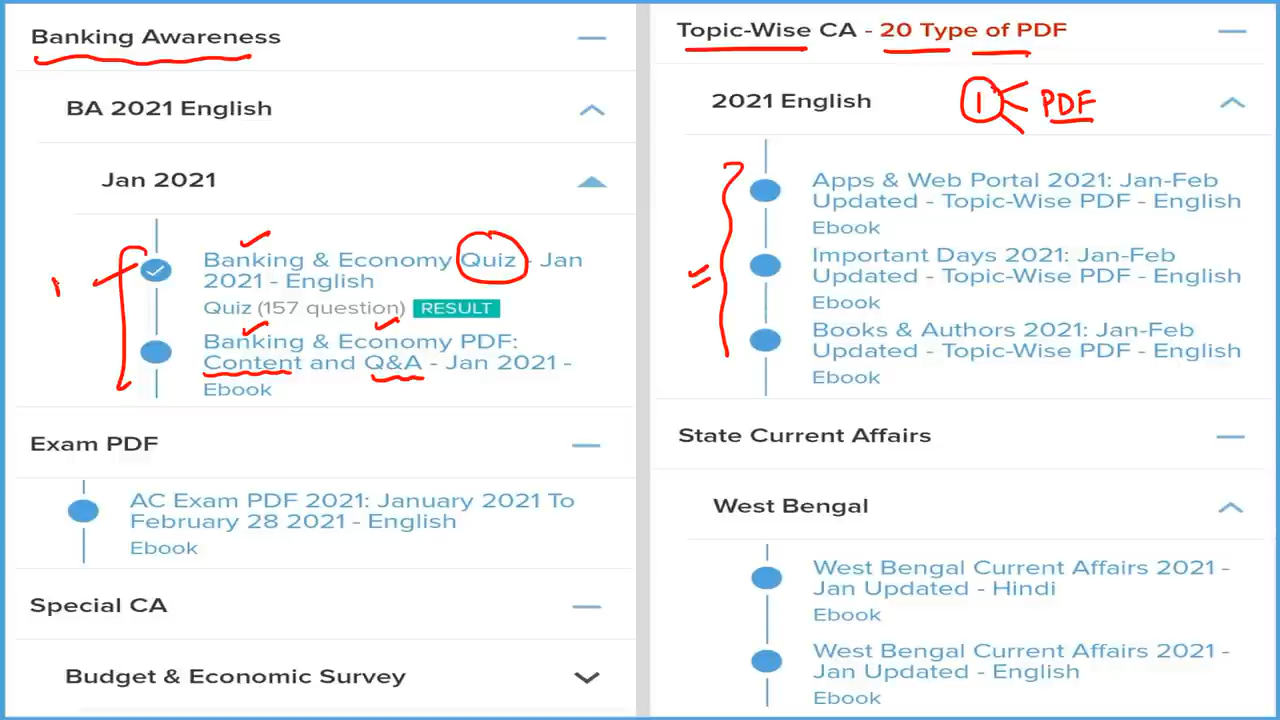 Banking Awareness
BA 2021 English
Jan 2021
Banking & Economy Quiz - Jan
2021 - English
Quiz (157 question) RESULT
Banking & Economy PDF:
Content and Q&A - Jan 2021 -
Ebook
Exam PDF
AC Exam PDF 2021: January 2021 To
February 28 2021 - English
Ebook
Special CA
Budget & Economic Survey
Topic-Wise CA - 20 Type of PDF
2021 English
1 PDF
Apps & Web Portal 2021: Jan-Feb
Updated - Topic-Wise PDF - English
Ebook
Important Days 2021: Jan-Feb
Updated - Topic-Wise PDF - English
Ebook
Books & Authors 2021: Jan-Feb
Updated - Topic-Wise PDF - English
Ebook
State Current Affairs
West Bengal
West Bengal Current Affairs 2021 -
Jan Updated - Hindi
Ebook
West Bengal Current Affairs 2021 -
Jan Updated - English
Ebook